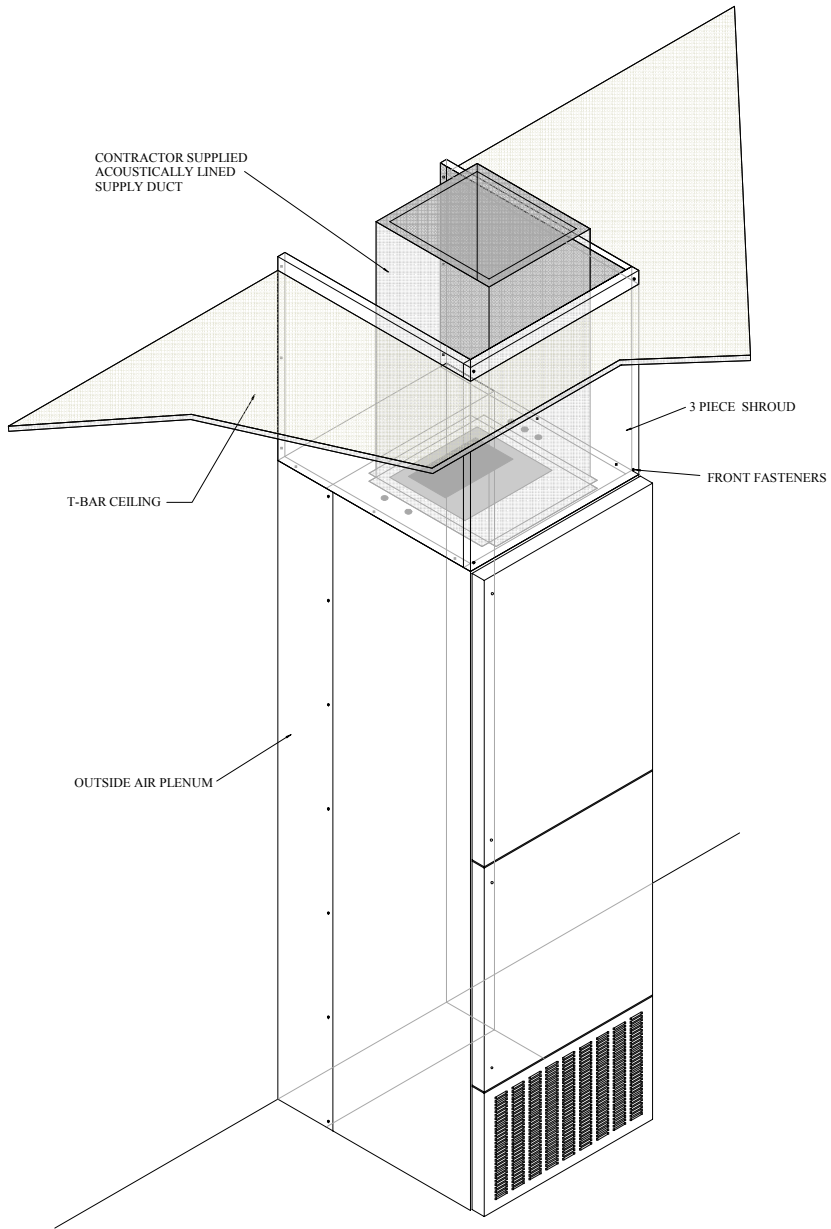 CONTRACTOR SUPPLIED
ACOUSTICALLY LINED
SUPPLY DUCT
3 PIECE SHROUD
FRONT FASTENERS
T-BAR CEILING
OUTSIDE AIR PLENUM